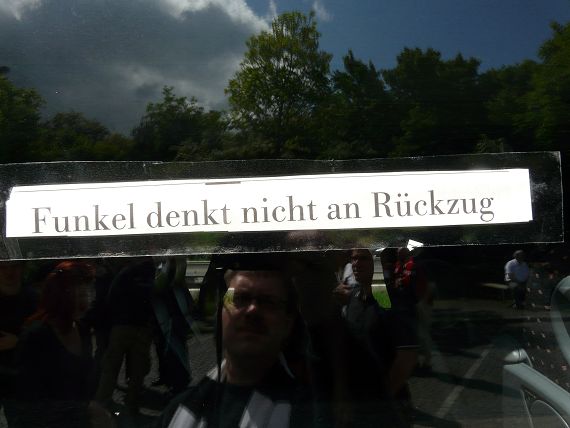 Funkel denkt nicht an Rückzug